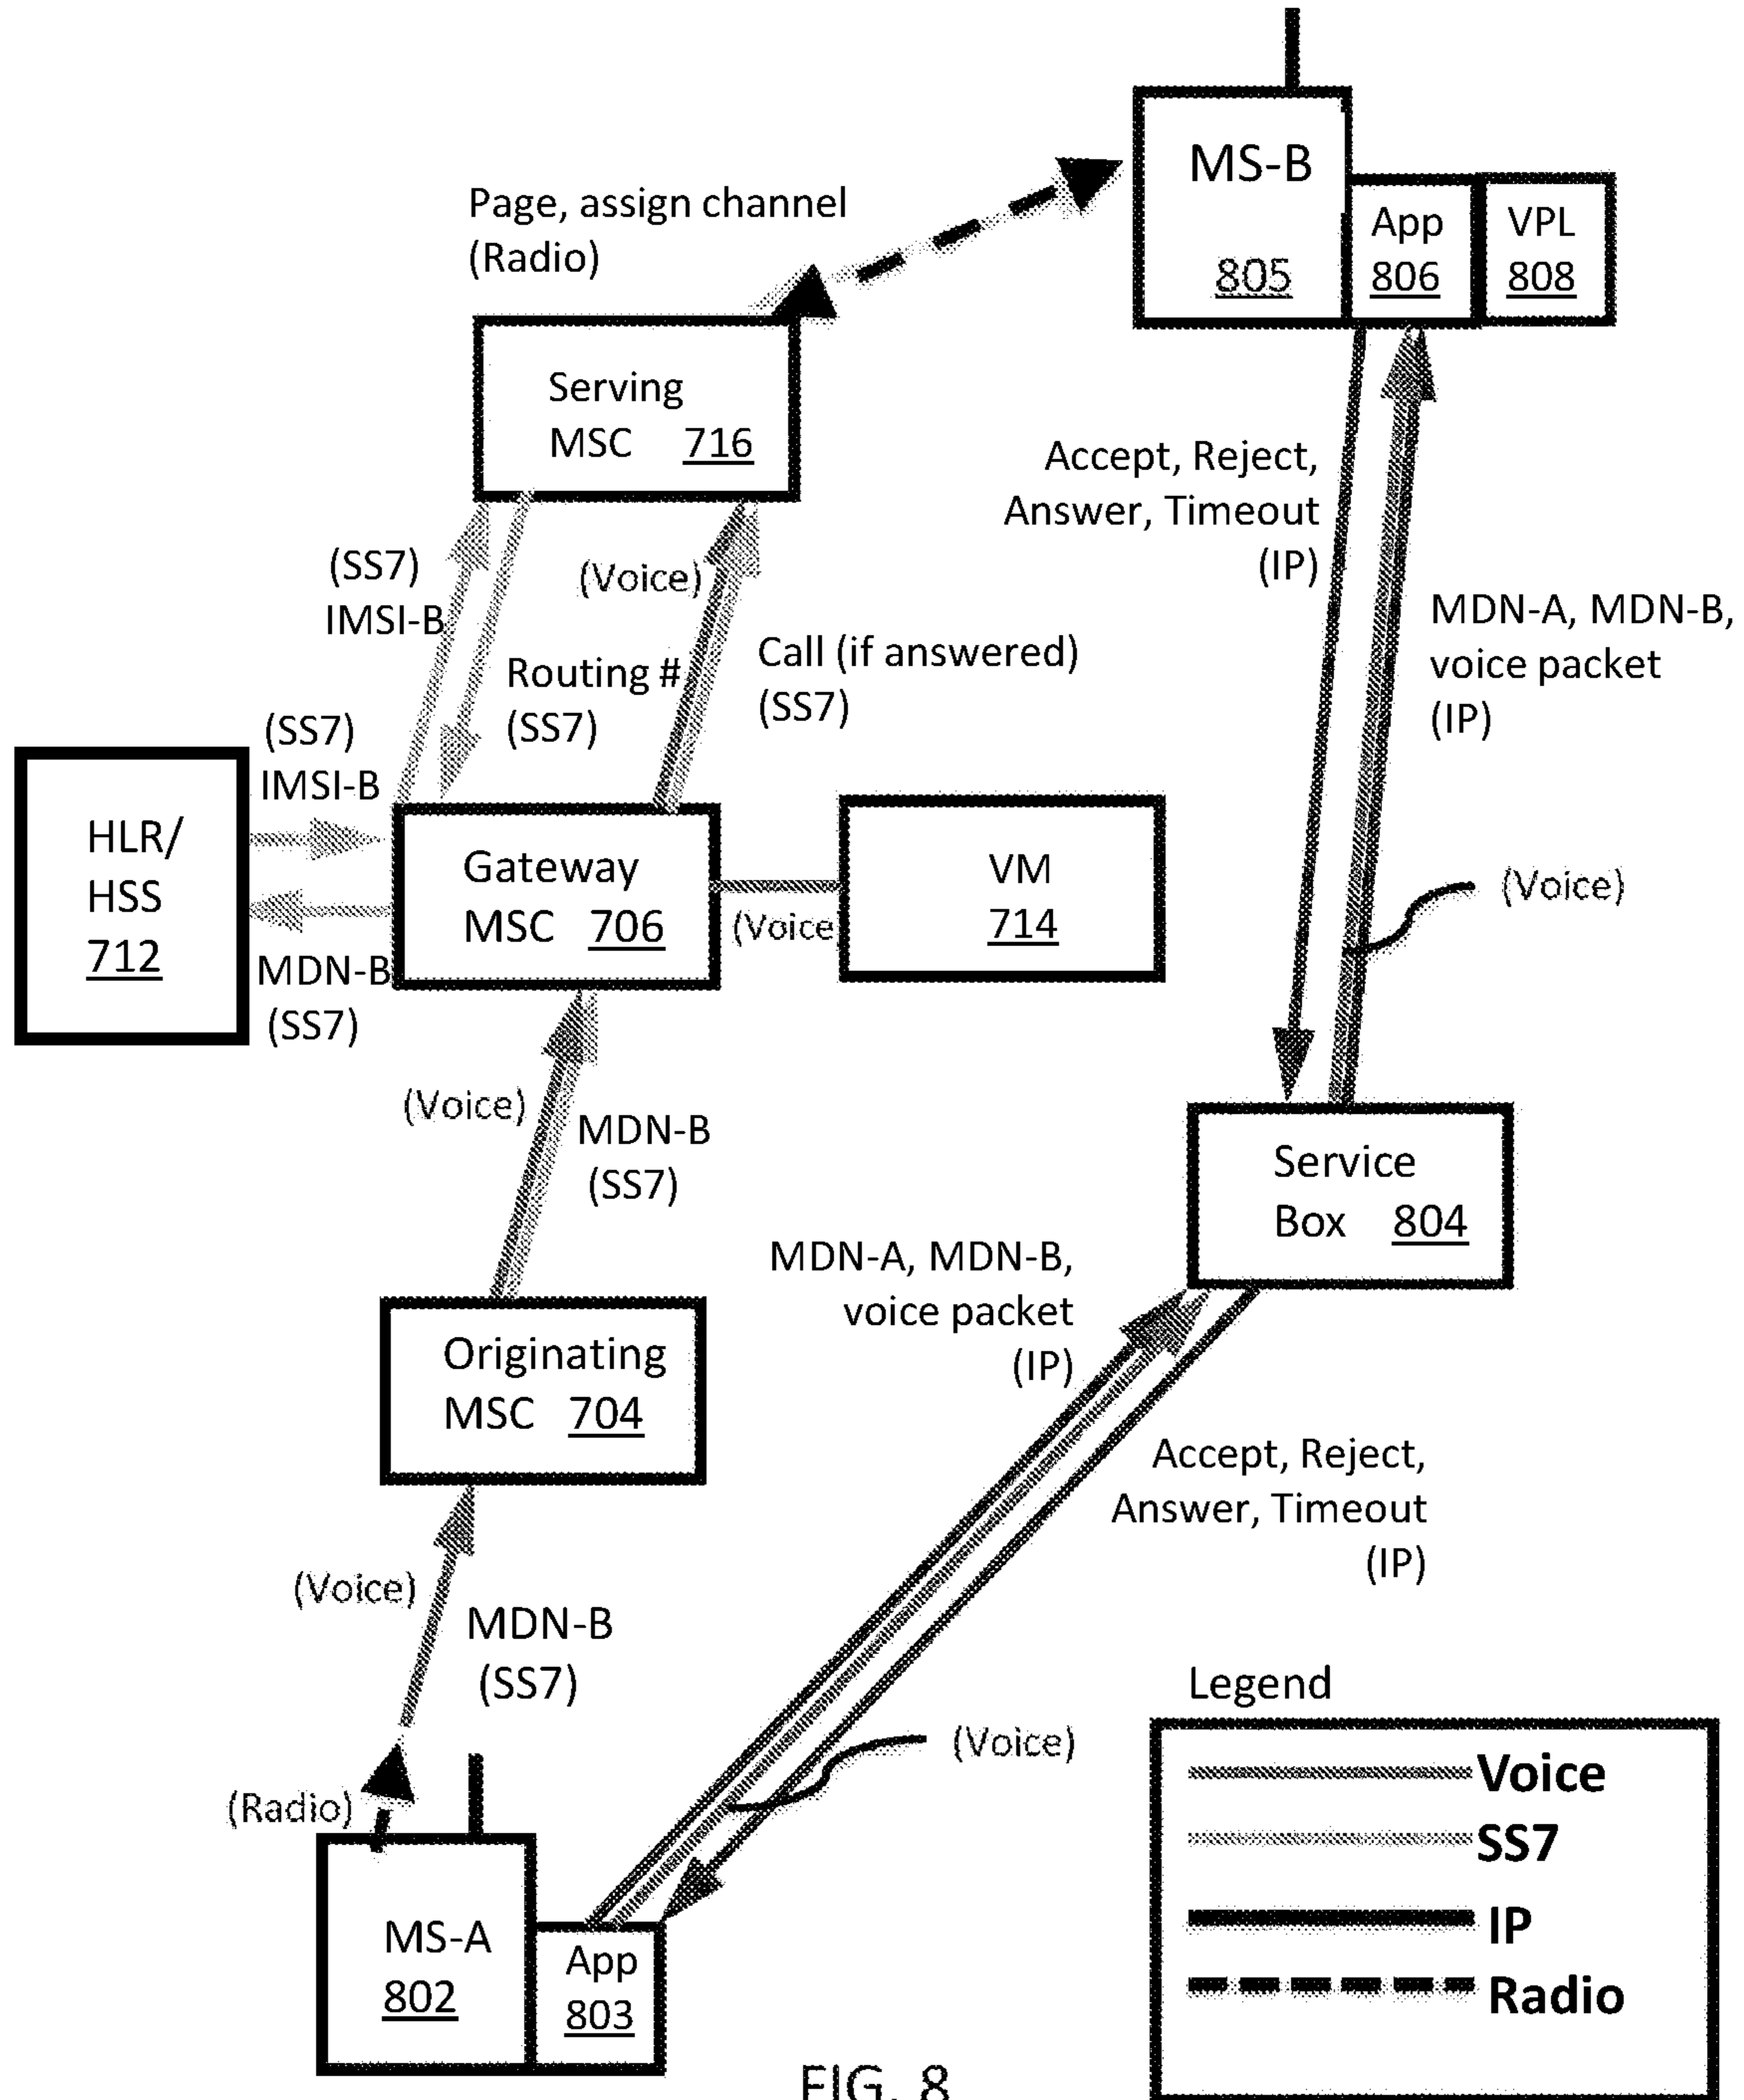 MS-B
805
App
806
VPL
808
Page, assign channel
(Radio)
Serving
MSC 716
Accept, Reject,
Answer, Timeout
(IP)
(SS7)
IMSI-B
(Voice)
Routing #
(SS7)
Call (if answered)
(SS7)
MDN-A, MDN-B,
voice packet
(IP)
(SS7)
IMSI-B
HLR/
HSS
712
MDN-B
(SS7)
Gateway
MSC 706
(Voice
VM
714
(Voice)
(Voice)
MDN-B
(SS7)
Service
Box 804
MDN-A, MDN-B,
voice packet
(IP)
Originating
MSC 704
Accept, Reject,
Answer, Timeout
(IP)
(Voice)
MDN-B
(SS7)
(Voice)
(Radio)
MS-A
802
App
803
Legend
Voice
SS7
IP
Radio
FIG. 8